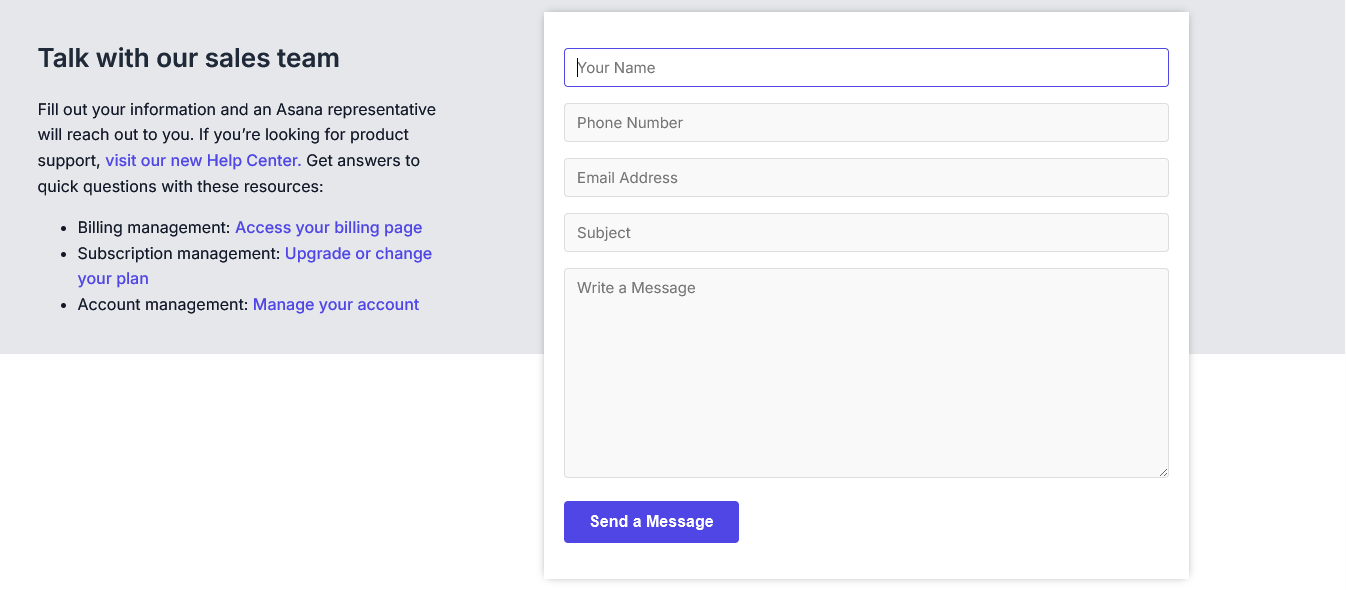 Talk with our sales team
Fill out your information and an Asana representative
will reach out to you. If you’re looking for product
support, visit our new Help Center. Get answers to
quick questions with these resources:
• Billing management: Access your billing page
• Subscription management: Upgrade or change
your plan
• Account management: Manage your account
Your Name
Phone Number
Email Address
Subject
Write a Message
Send a Message